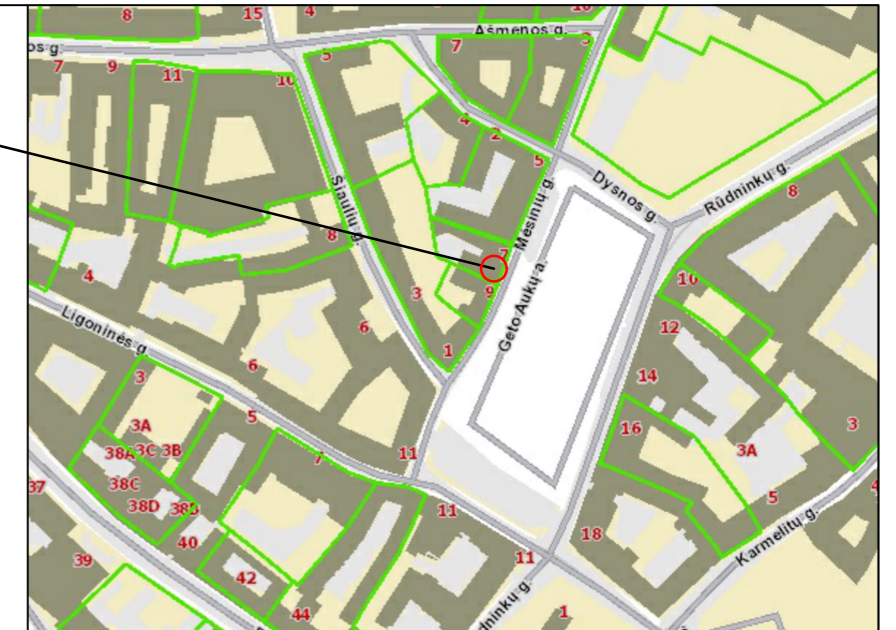 8
15
4
10
os g.
7
9
11
10
5
7
Ašmenos g.
3
4
2
5
Šiaulių g.
8
Mėsinių g.
Dysnos g.
Rūdninkų g.
8
7
9
Geto Aukų a.
4
3
6
10
12
Ligoninės g.
6
1
14
3
5
3A
38A
3C
3B
7
11
16
3A
3
38C
37
38D
38B
11
5
4
40
18
Karmelitų g.
39
42
11
44
dninkų g.
1